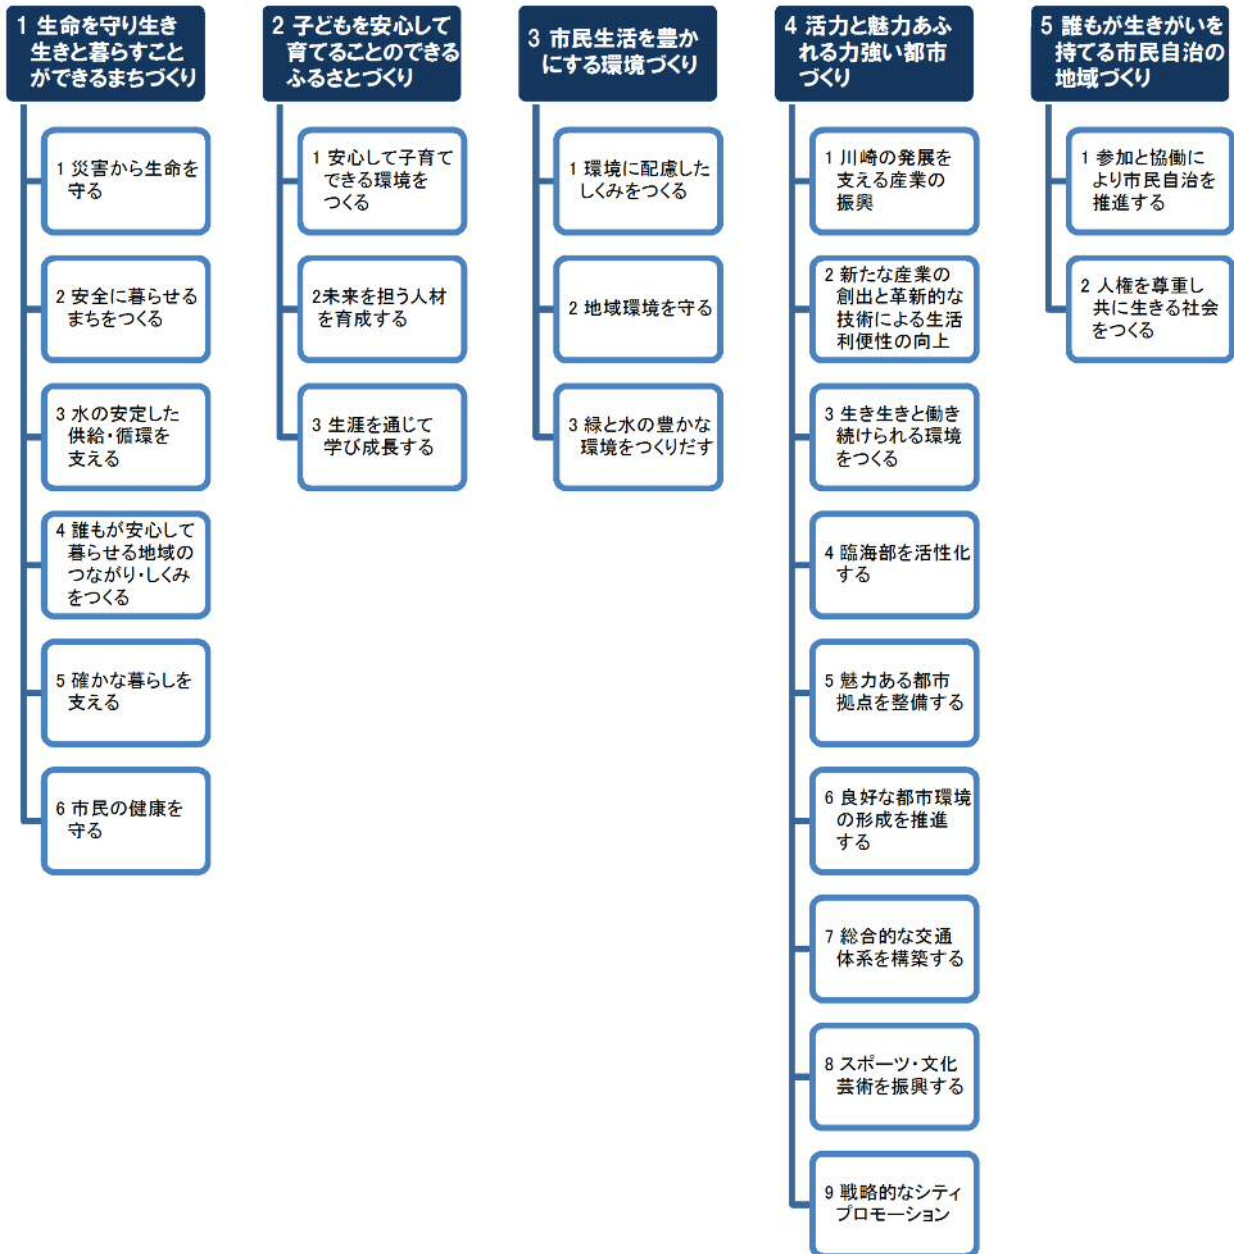 1 生命を守り生き
生きと暮らすこと
ができるまちづくり
1 災害から生命を
守る
2 安全に暮らせる
まちをつくる
3 水の安定した
供給・循環を
支える
4 誰もが安心して
暮らせる地域の
つながり・しくみ
をつくる
5 確かな暮らしを
支える
6 市民の健康を
守る
2 子どもを安心して
育てることのできる
ふるさとづくり
1 安心して子育て
できる環境を
つくる
2未来を担う人材
を育成する
3 生涯を通じて
学び成長する
3 市民生活を豊か
にする環境づくり
1 環境に配慮した
しくみをつくる
2 地域環境を守る
3 緑と水の豊かな
環境をつくりだす
4 活力と魅力あふ
れる力強い都市
づくり
1 川崎の発展を
支える産業の
振興
2 新たな産業の
創出と革新的な
技術による生活
利便性の向上
3 生き生きと働き
続けられる環境
をつくる
4 臨海部を活性化
する
5 魅力ある都市
拠点を整備する
6 良好な都市環境
の形成を推進
する
7 総合的な交通
体系を構築する
8 スポーツ・文化
芸術を振興する
9 戦略的なシティ
プロモーション
5 誰もが生きがいを
持てる市民自治の
地域づくり
1 参加と協働に
より市民自治を
推進する
2 人権を尊重し
共に生きる社会
をつくる